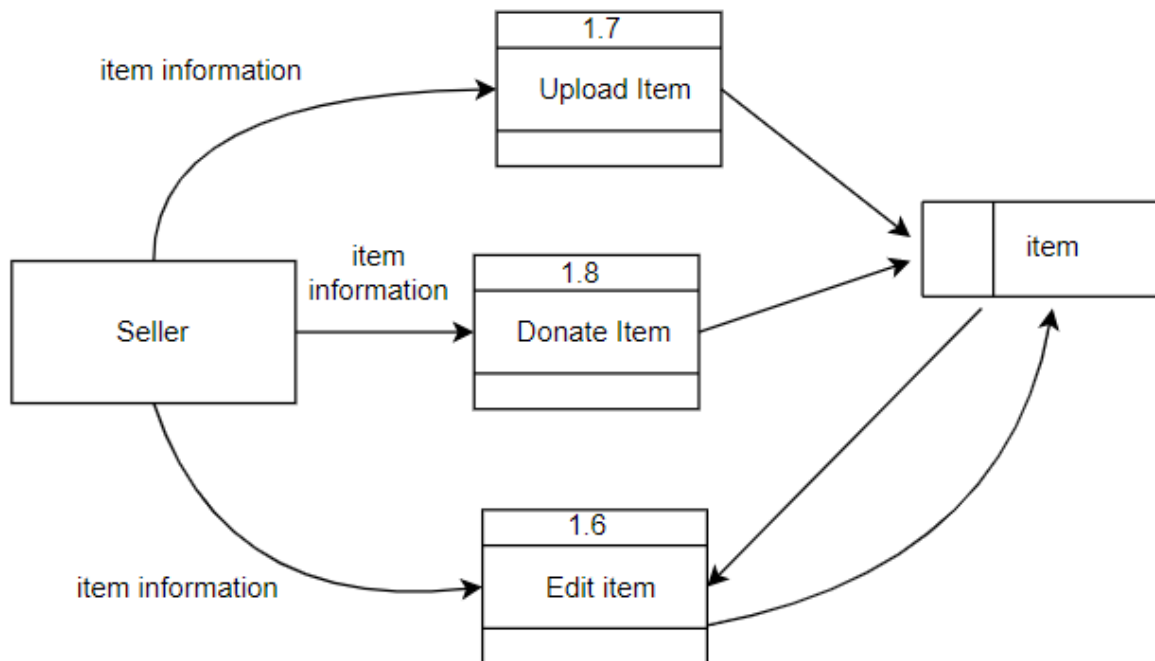 1.7
item information
Upload Item
item
item
information
1.8
Seller
Donate Item
1.6
item information
Edit item